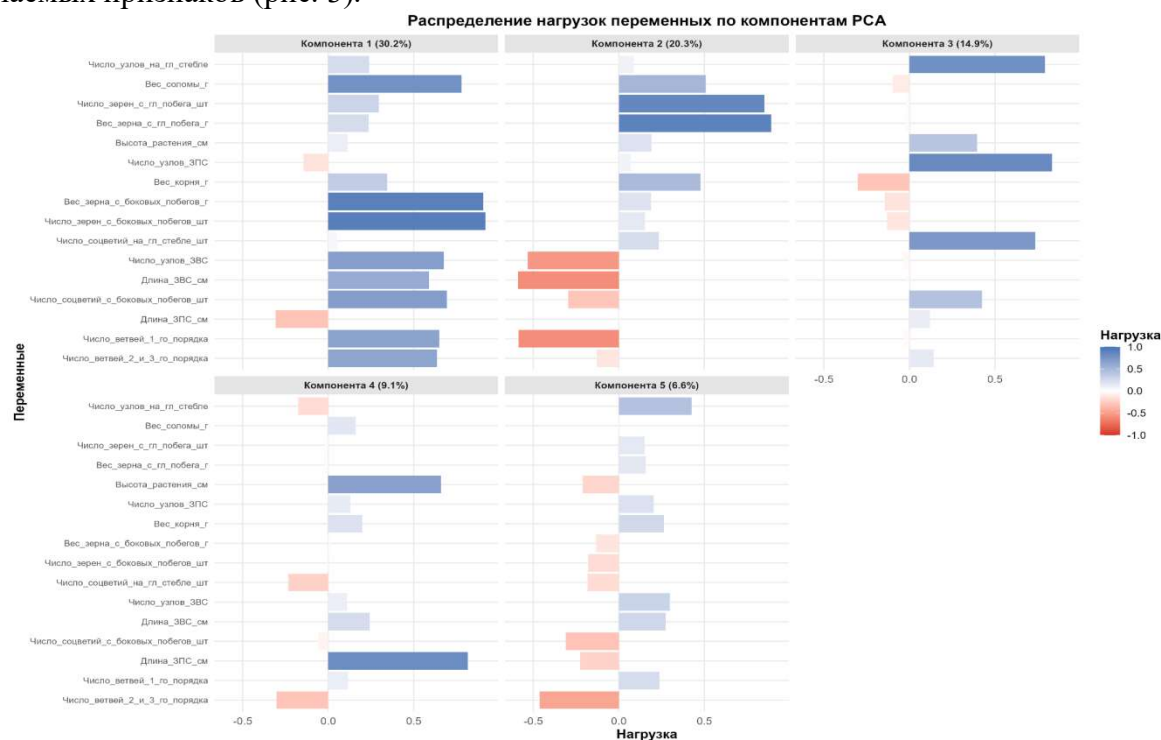 аемых признаков (рис. 3).
Распределение нагрузок переменных по компонентам PCA
Компонента 1 (30.2%)
Компонента 2 (20.3%)
Компонента 3 (14.9%)
Число_узлов_на_гл_стебле
Вес_соломы_г
Число_зерен_с_гл_побега_шт
Вес_зерна_с_гл_побега_г
Высота_растения_см
Число_узлов_ЗПС
Вес_корня_г
Вес_зерна_с_боковых_побегов_г
Число_зерен_с_боковых_побегов_шт
Число_соцветий_на_гл_стебле_шт
Число_узлов_ЗВС
Длина_ЗВС_см
Число_соцветий_с_боковых_побегов_шт
Длина_ЗПС_см
Число_ветвей_1_го_порядка
Число_ветвей_2_и_3_го_порядка
-0.5 0.0 0.5
Переменные
Нагрузка
1.0
0.5
0.0
-0.5
-1.0
Компонента 4 (9.1%)
Компонента 5 (6.6%)
Число_узлов_на_гл_стебле
Вес_соломы_г
Число_зерен_с_гл_побега_шт
Вес_зерна_с_гл_побега_г
Высота_растения_см
Число_узлов_ЗПС
Вес_корня_г
Вес_зерна_с_боковых_побегов_г
Число_зерен_с_боковых_побегов_шт
Число_соцветий_на_гл_стебле_шт
Число_узлов_ЗВС
Длина_ЗВС_см
Число_соцветий_с_боковых_побегов_шт
Длина_ЗПС_см
Число_ветвей_1_го_порядка
Число_ветвей_2_и_3_го_порядка
-0.5 0.0 0.5 -0.5 0.0 0.5
Нагрузка